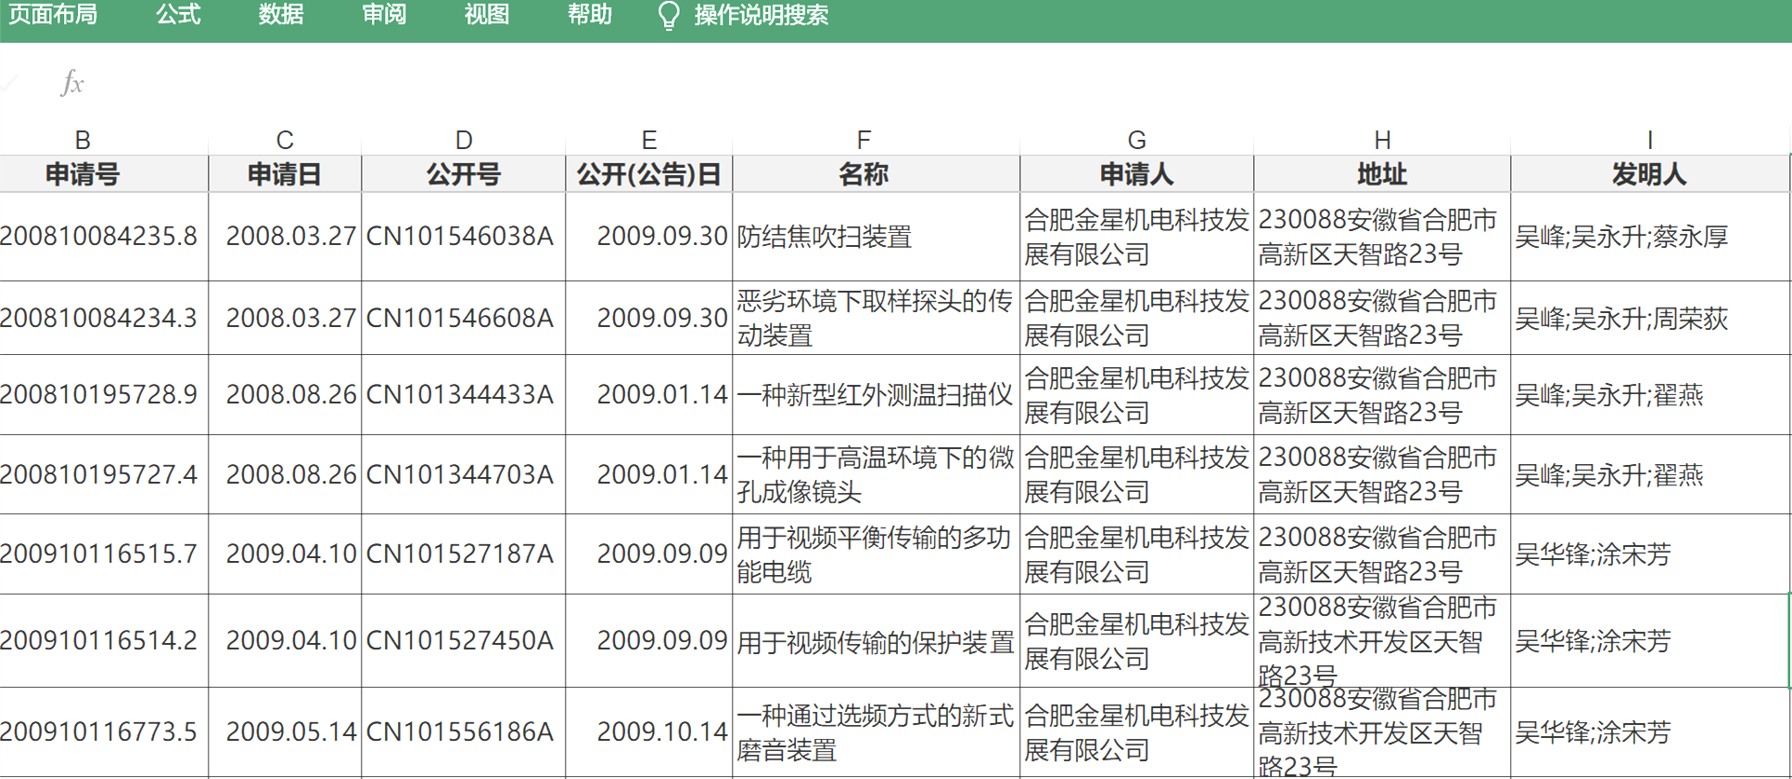 页面布局 公式 数据 审阅 视图 帮助 操作说明搜索
fx
B C D E F G H I
申请号 申请日 公开号 公开(公告)日 名称 申请人 地址 发明人
200810084235.8 2008.03.27 CN101546038A 2009.09.30 防结焦吹扫装置 合肥金星机电科技发展有限公司 230088安徽省合肥市高新区天智路23号 吴峰;吴永升;蔡永厚
200810084234.3 2008.03.27 CN101546608A 2009.09.30 恶劣环境下取样探头的传动装置 合肥金星机电科技发展有限公司 230088安徽省合肥市高新区天智路23号 吴峰;吴永升;周荣荻
200810195728.9 2008.08.26 CN101344433A 2009.01.14 一种新型红外测温扫描仪 合肥金星机电科技发展有限公司 230088安徽省合肥市高新区天智路23号 吴峰;吴永升;翟燕
200810195727.4 2008.08.26 CN101344703A 2009.01.14 一种用于高温环境下的微孔成像镜头 合肥金星机电科技发展有限公司 230088安徽省合肥市高新区天智路23号 吴峰;吴永升;翟燕
200910116515.7 2009.04.10 CN101527187A 2009.09.09 用于视频平衡传输的多功能电缆 合肥金星机电科技发展有限公司 230088安徽省合肥市高新区天智路23号 吴华锋;涂宋芳
200910116514.2 2009.04.10 CN101527450A 2009.09.09 用于视频传输的保护装置 合肥金星机电科技发展有限公司 230088安徽省合肥市高新技术开发区天智路23号 吴华锋;涂宋芳
200910116773.5 2009.05.14 CN101556186A 2009.10.14 一种通过选频方式的新式磨音装置 合肥金星机电科技发展有限公司 230088安徽省合肥市高新技术开发区天智路23号 吴华锋;涂宋芳